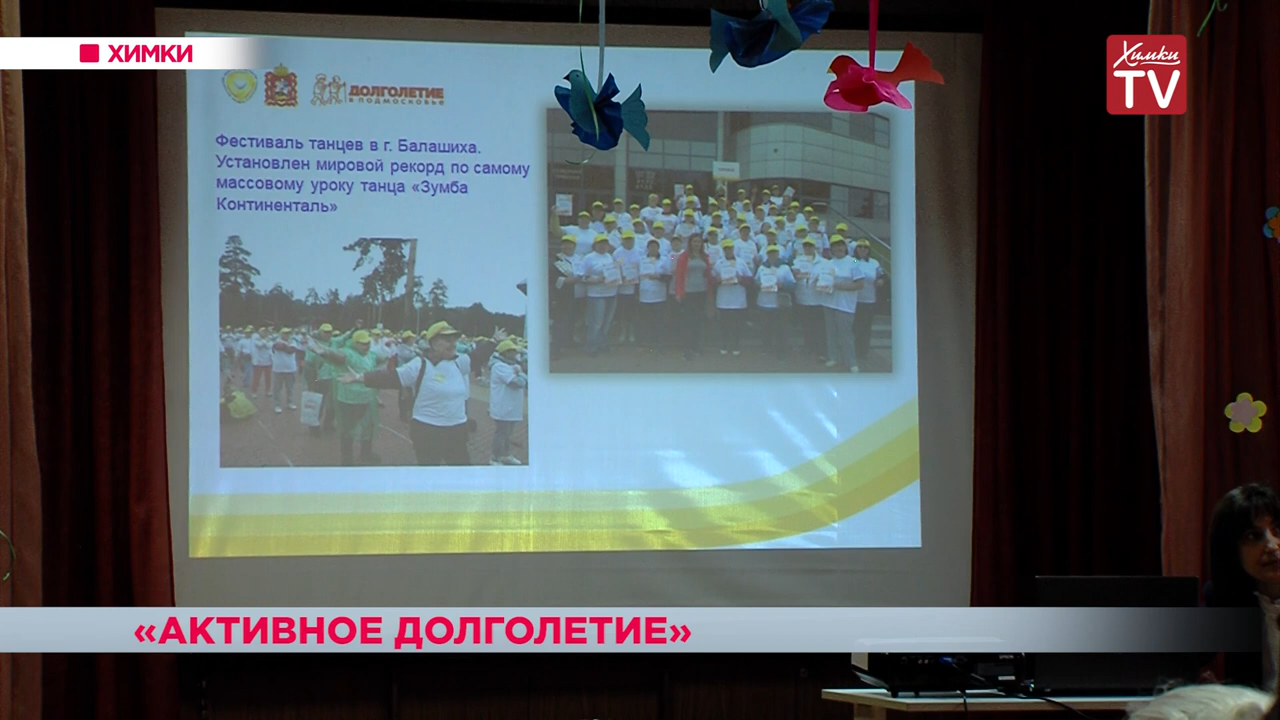 ХИМКИ
Химки
TV
ДОЛГОЛЕТИЕ
В ПОДМОСКОВЬЕ
Фестиваль танцев в г. Балашиха.
Установлен мировой рекорд по самому
массовому уроку танца «Зумба
Континенталь»
«АКТИВНОЕ ДОЛГОЛЕТИЕ»